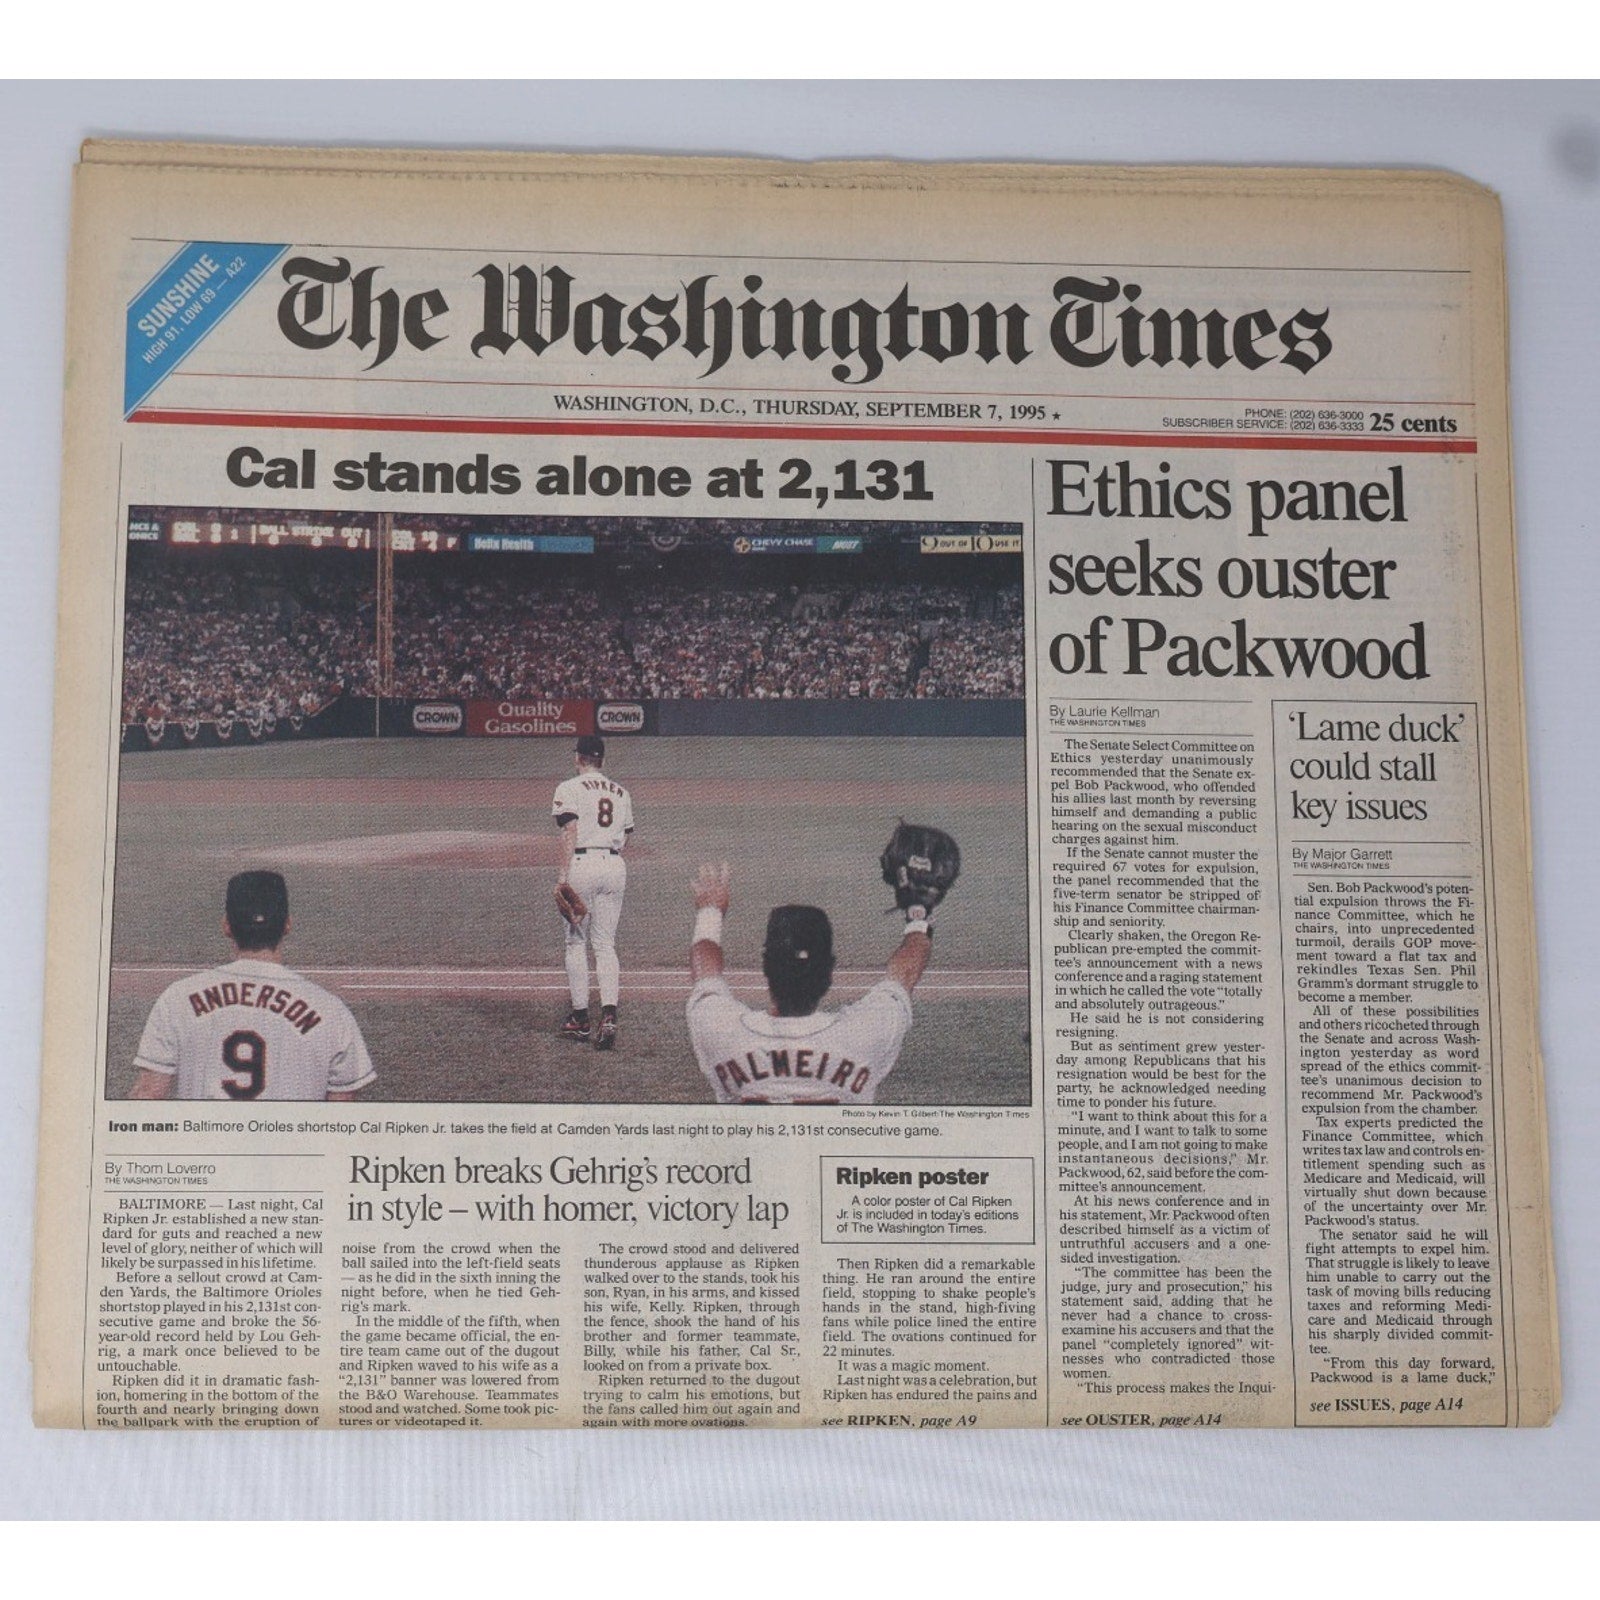 SUNSHINE
HIGH 91. LOW 69 — A22
The Washington Times
WASHINGTON, D.C., THURSDAY, SEPTEMBER 7, 1995 ★
PHONE: (202) 636-3000
SUBSCRIBER SERVICE: (202) 636-3333
25 cents
Cal stands alone at 2,131
BALL STRIKE OUT
Helix Health
CHEVY CHASE
9 OUT OF 10 USE IT
CROWN
Quality
Gasolines
CROWN
RIPKEN
8
ANDERSON
9
PALMEIRO
Photo by Kevin T. Gilbert/The Washington Times
Iron man: Baltimore Orioles shortstop Cal Ripken Jr. takes the field at Camden Yards last night to play his 2,131st consecutive game.
By Thom Loverro
THE WASHINGTON TIMES
Ripken breaks Gehrig's record
in style – with homer, victory lap
BALTIMORE — Last night, Cal
Ripken Jr. established a new stan-
dard for guts and reached a new
level of glory, neither of which will
likely be surpassed in his lifetime.
Before a sellout crowd at Cam-
den Yards, the Baltimore Orioles
shortstop played in his 2,131st con-
secutive game and broke the 56-
year-old record held by Lou Geh-
rig, a mark once believed to be
untouchable.
Ripken did it in dramatic fash-
ion, homering in the bottom of the
fourth and nearly bringing down
the ballpark with the eruption of
noise from the crowd when the
ball sailed into the left-field seats
— as he did in the sixth inning the
night before, when he tied Geh-
rig's mark.
In the middle of the fifth, when
the game became official, the en-
tire team came out of the dugout
and Ripken waved to his wife as a
"2,131" banner was lowered from
the B&O Warehouse. Teammates
stood and watched. Some took pic-
tures or videotaped it.
The crowd stood and delivered
thunderous applause as Ripken
walked over to the stands, took his
son, Ryan, in his arms, and kissed
his wife, Kelly. Ripken, through
the fence, shook the hand of his
brother and former teammate,
Billy, while his father, Cal Sr.,
looked on from a private box.
Ripken returned to the dugout
trying to calm his emotions, but
the fans called him out again and
again with more ovations.
Ripken poster
A color poster of Cal Ripken
Jr. is included in today's editions
of The Washington Times.
Then Ripken did a remarkable
thing. He ran around the entire
field, stopping to shake people's
hands in the stand, high-fiving
fans while police lined the entire
field. The ovations continued for
22 minutes.
It was a magic moment.
Last night was a celebration, but
Ripken has endured the pains and
see RIPKEN, page A9
Ethics panel
seeks ouster
of Packwood
By Laurie Kellman
THE WASHINGTON TIMES
The Senate Select Committee on
Ethics yesterday unanimously
recommended that the Senate ex-
pel Bob Packwood, who offended
his allies last month by reversing
himself and demanding a public
hearing on the sexual misconduct
charges against him.
If the Senate cannot muster the
required 67 votes for expulsion,
the panel recommended that the
five-term senator be stripped of
his Finance Committee chairman-
ship and seniority.
Clearly shaken, the Oregon Re-
publican pre-empted the commit-
tee's announcement with a news
conference and a raging statement
in which he called the vote "totally
and absolutely outrageous."
He said he is not considering
resigning.
But as sentiment grew yester-
day among Republicans that his
resignation would be best for the
party, he acknowledged needing
time to ponder his future.
"I want to think about this for a
minute, and I want to talk to some
people, and I am not going to make
instantaneous decisions," Mr.
Packwood, 62, said before the com-
mittee's announcement.
At his news conference and in
his statement, Mr. Packwood often
described himself as a victim of
untruthful accusers and a one-
sided investigation.
"The committee has been the
judge, jury and prosecution," his
statement said, adding that he
never had a chance to cross-
examine his accusers and that the
panel "completely ignored" wit-
nesses who contradicted those
women.
"This process makes the Inqui-
see OUSTER, page A14
'Lame duck'
could stall
key issues
By Major Garrett
THE WASHINGTON TIMES
Sen. Bob Packwood's poten-
tial expulsion throws the Fi-
nance Committee, which he
chairs, into unprecedented
turmoil, derails GOP move-
ment toward a flat tax and
rekindles Texas Sen. Phil
Gramm's dormant struggle to
become a member.
All of these possibilities
and others ricocheted through
the Senate and across Wash-
ington yesterday as word
spread of the ethics commit-
tee's unanimous decision to
recommend Mr. Packwood's
expulsion from the chamber.
Tax experts predicted the
Finance Committee, which
writes tax law and controls en-
titlement spending such as
Medicare and Medicaid, will
virtually shut down because
of the uncertainty over Mr.
Packwood's status.
The senator said he will
fight attempts to expel him.
That struggle is likely to leave
him unable to carry out the
task of moving bills reducing
taxes and reforming Medi-
care and Medicaid through
his sharply divided commit-
tee.
"From this day forward,
Packwood is a lame duck,"
see ISSUES, page A14